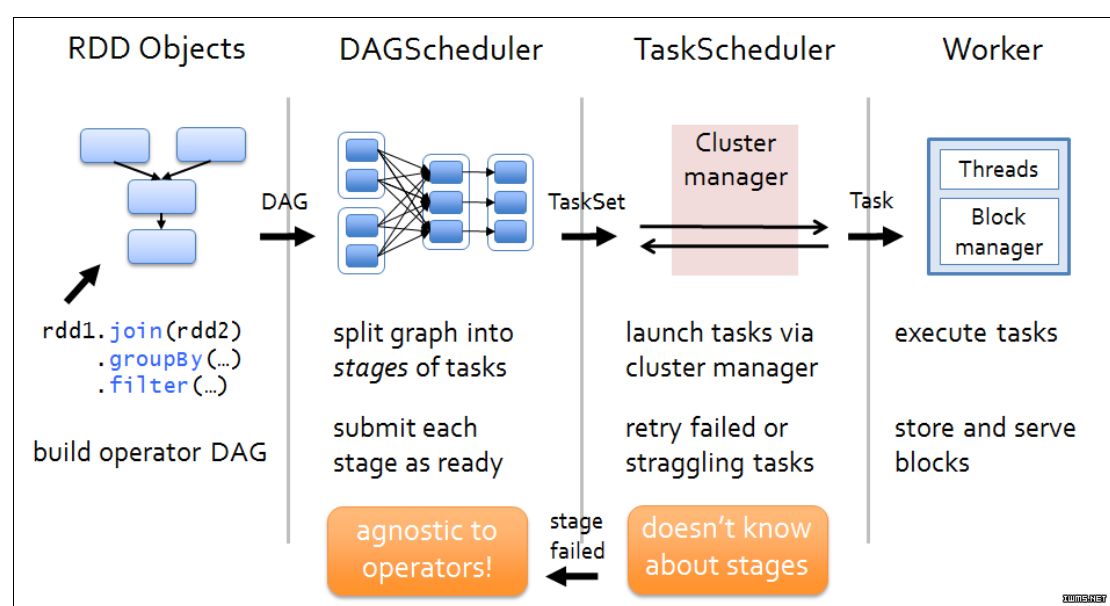 RDD Objects
DAGScheduler
TaskScheduler
Worker
DAG
TaskSet
Cluster
manager
Task
Threads
Block
manager
rdd1.join(rdd2)
.groupBy(…)
.filter(…)
build operator DAG
split graph into
stages of tasks
submit each
stage as ready
launch tasks via
cluster manager
retry failed or
straggling tasks
execute tasks
store and serve
blocks
agnostic to
operators!
stage
failed
doesn't know
about stages
IWMS.NET